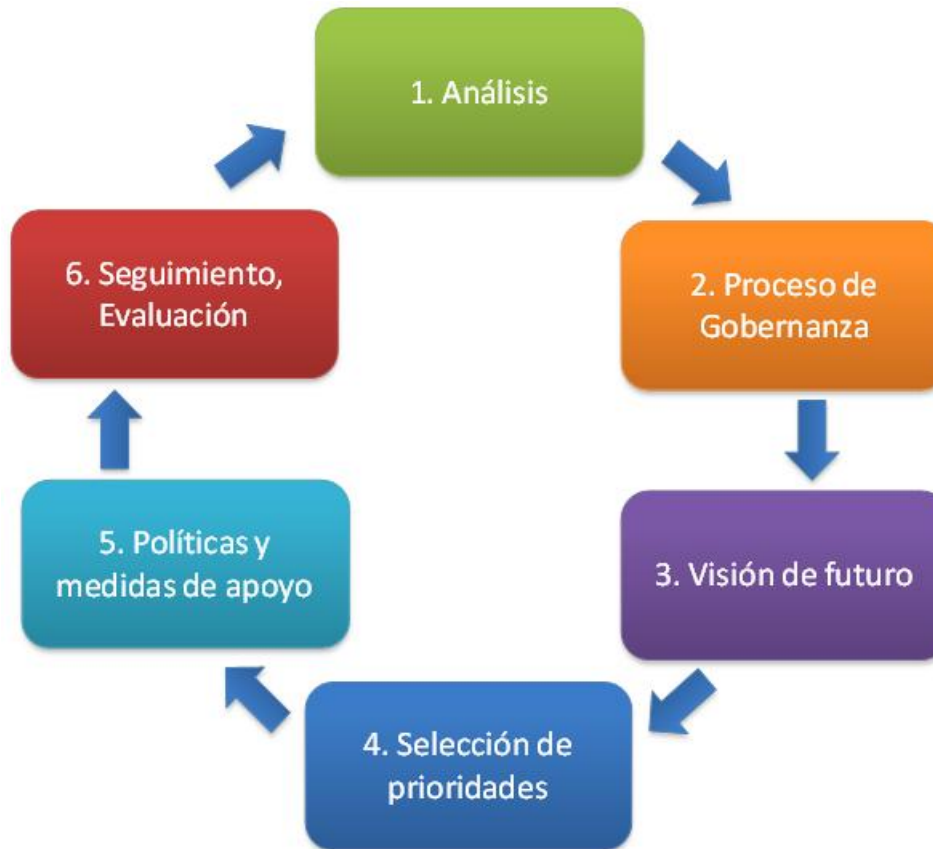 1. Análisis
2. Proceso de
Gobernanza
3. Visión de futuro
4. Selección de
prioridades
5. Políticas y
medidas de apoyo
6. Seguimiento,
Evaluación